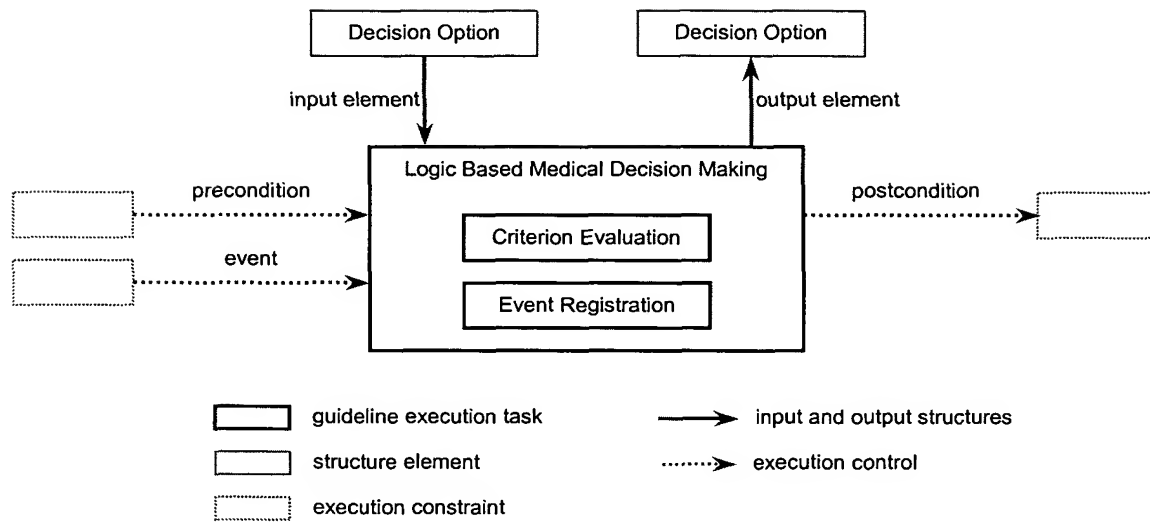 Decision Option
Decision Option
input element
output element
Logic Based Medical Decision Making
precondition
postcondition
Criterion Evaluation
event
Event Registration
guideline execution task
input and output structures
structure element
execution control
execution constraint